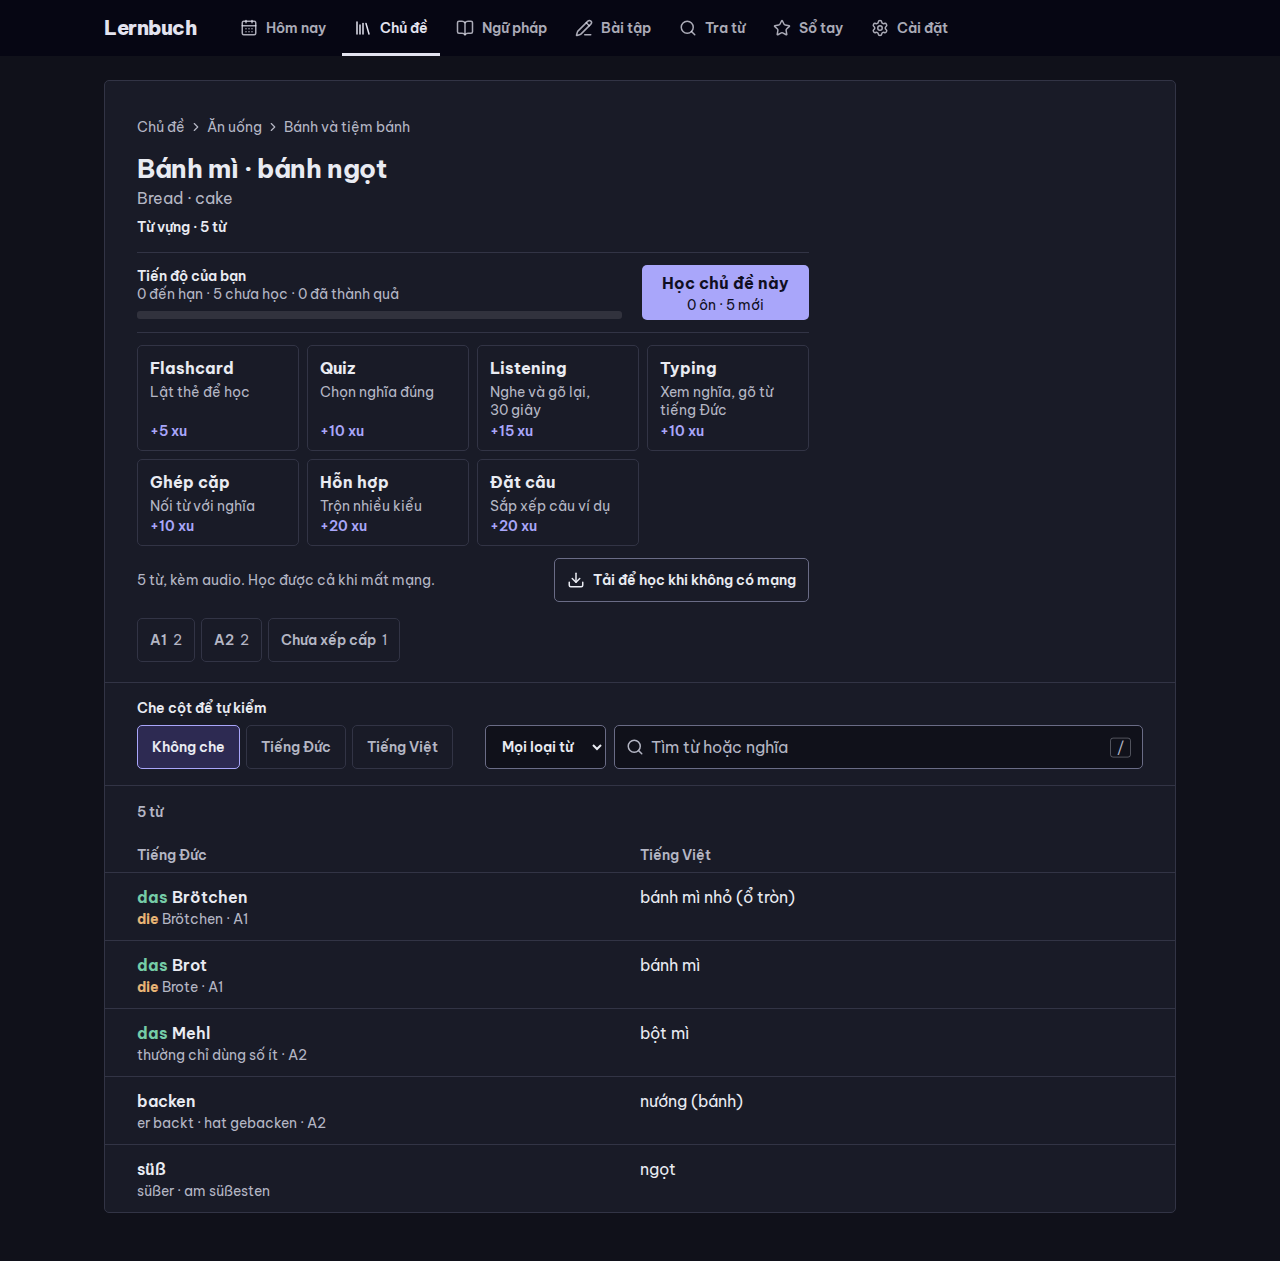 Lernbuch
Hôm nay
Chủ đề
Ngữ pháp
Bài tập
Tra từ
Sổ tay
Cài đặt
Chủ đề > Ăn uống > Bánh và tiệm bánh
Bánh mì · bánh ngọt
Bread · cake
Từ vựng · 5 từ
Tiến độ của bạn
0 đến hạn · 5 chưa học · 0 đã thành quả
Học chủ đề này
0 ôn · 5 mới
Flashcard
Lật thẻ để học
+5 xu
Quiz
Chọn nghĩa đúng
+10 xu
Listening
Nghe và gõ lại,
30 giây
+15 xu
Typing
Xem nghĩa, gõ từ
tiếng Đức
+10 xu
Ghép cặp
Nối từ với nghĩa
+10 xu
Hỗn hợp
Trộn nhiều kiểu
+20 xu
Đặt câu
Sắp xếp câu ví dụ
+20 xu
5 từ, kèm audio. Học được cả khi mất mạng.
Tải để học khi không có mạng
A1 2
A2 2
Chưa xếp cấp 1
Che cột để tự kiểm
Không che
Tiếng Đức
Tiếng Việt
Mọi loại từ
Tìm từ hoặc nghĩa
/
5 từ
Tiếng Đức
Tiếng Việt
das Brötchen
bánh mì nhỏ (ổ tròn)
die Brötchen · A1
das Brot
bánh mì
die Brote · A1
das Mehl
bột mì
thường chỉ dùng số ít · A2
backen
nướng (bánh)
er backt · hat gebacken · A2
süß
ngọt
süßer · am süßesten